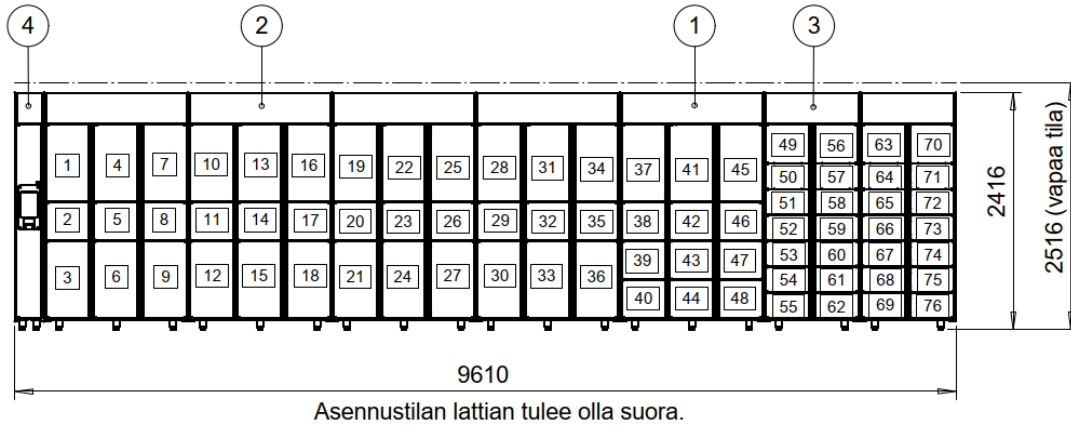 4 2 1 3
1 4 7 10 13 16 19 22 25 28 31 34 37 41 45 49 56 63 70
50 57 64 71
2 5 8 11 14 17 20 23 26 29 32 35 38 42 46 51 58 65 72
52 59 66 73
3 6 9 12 15 18 21 24 27 30 33 36 39 43 47 53 60 67 74
54 61 68 75
40 44 48 55 62 69 76
2416
2516 (vapaa tila)
9610
Asennustilan lattian tulee olla suora.